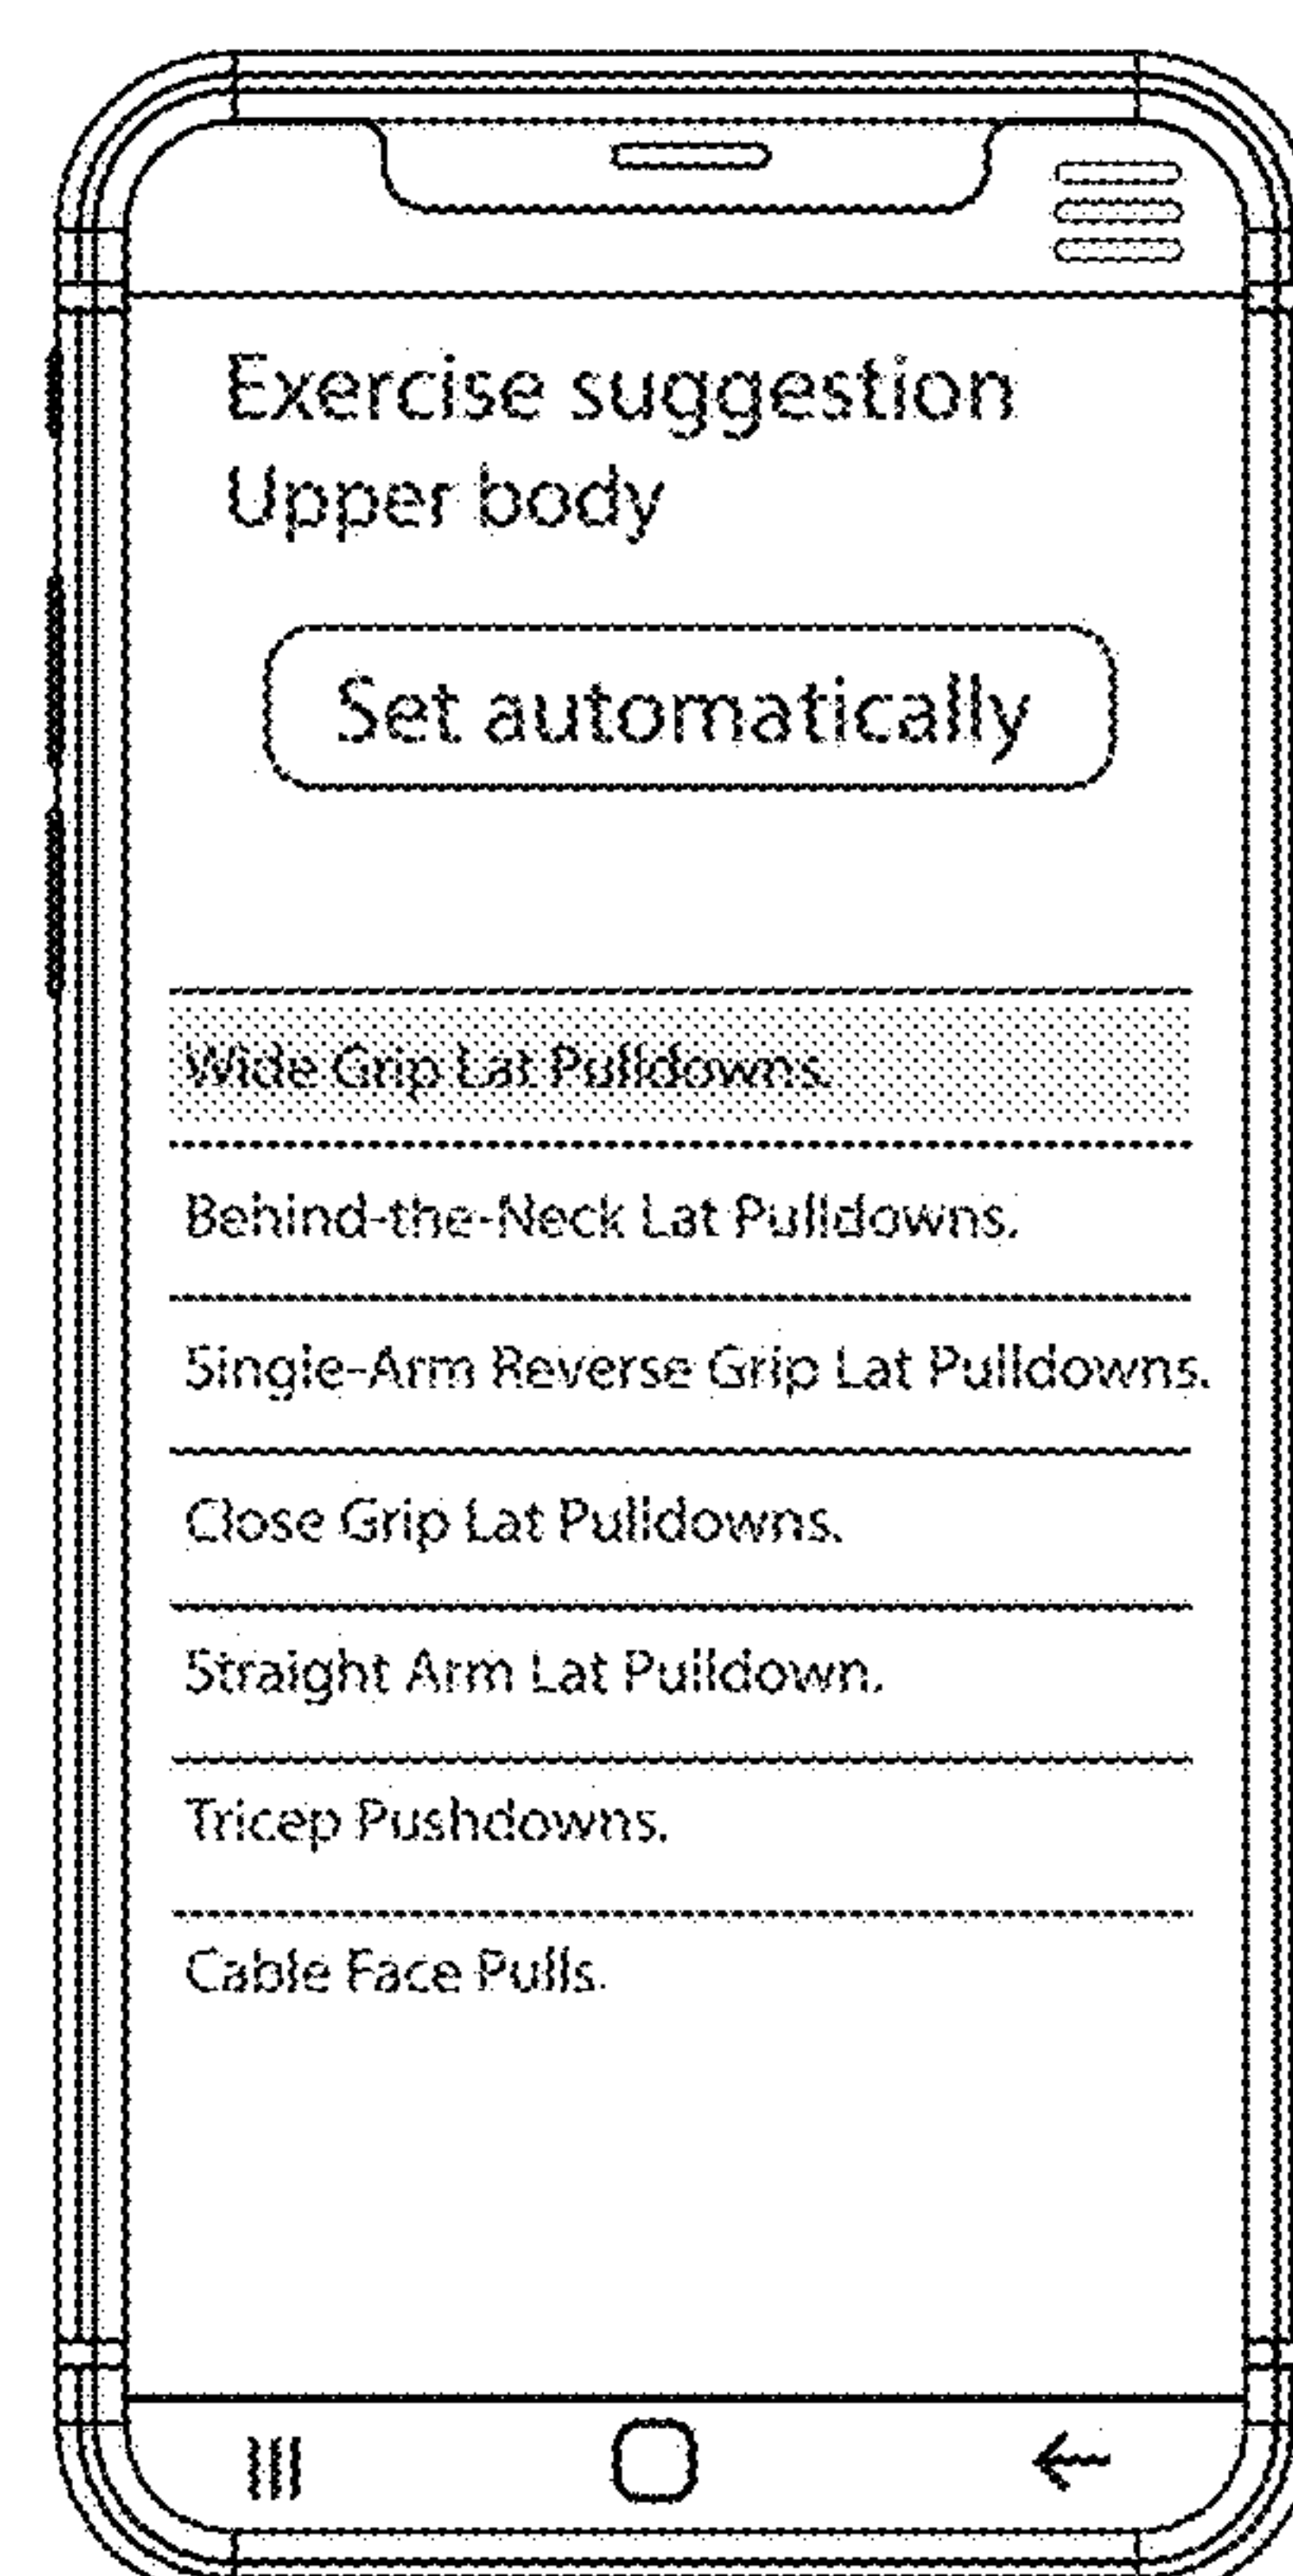 Exercise suggestion
Upper body
Set automatically
Wide Grip Lat Pulldowns.
Behind-the-Neck Lat Pulldowns.
Single-Arm Reverse Grip Lat Pulldowns.
Close Grip Lat Pulldowns.
Straight Arm Lat Pulldown.
Tricep Pushdowns.
Cable Face Pulls.